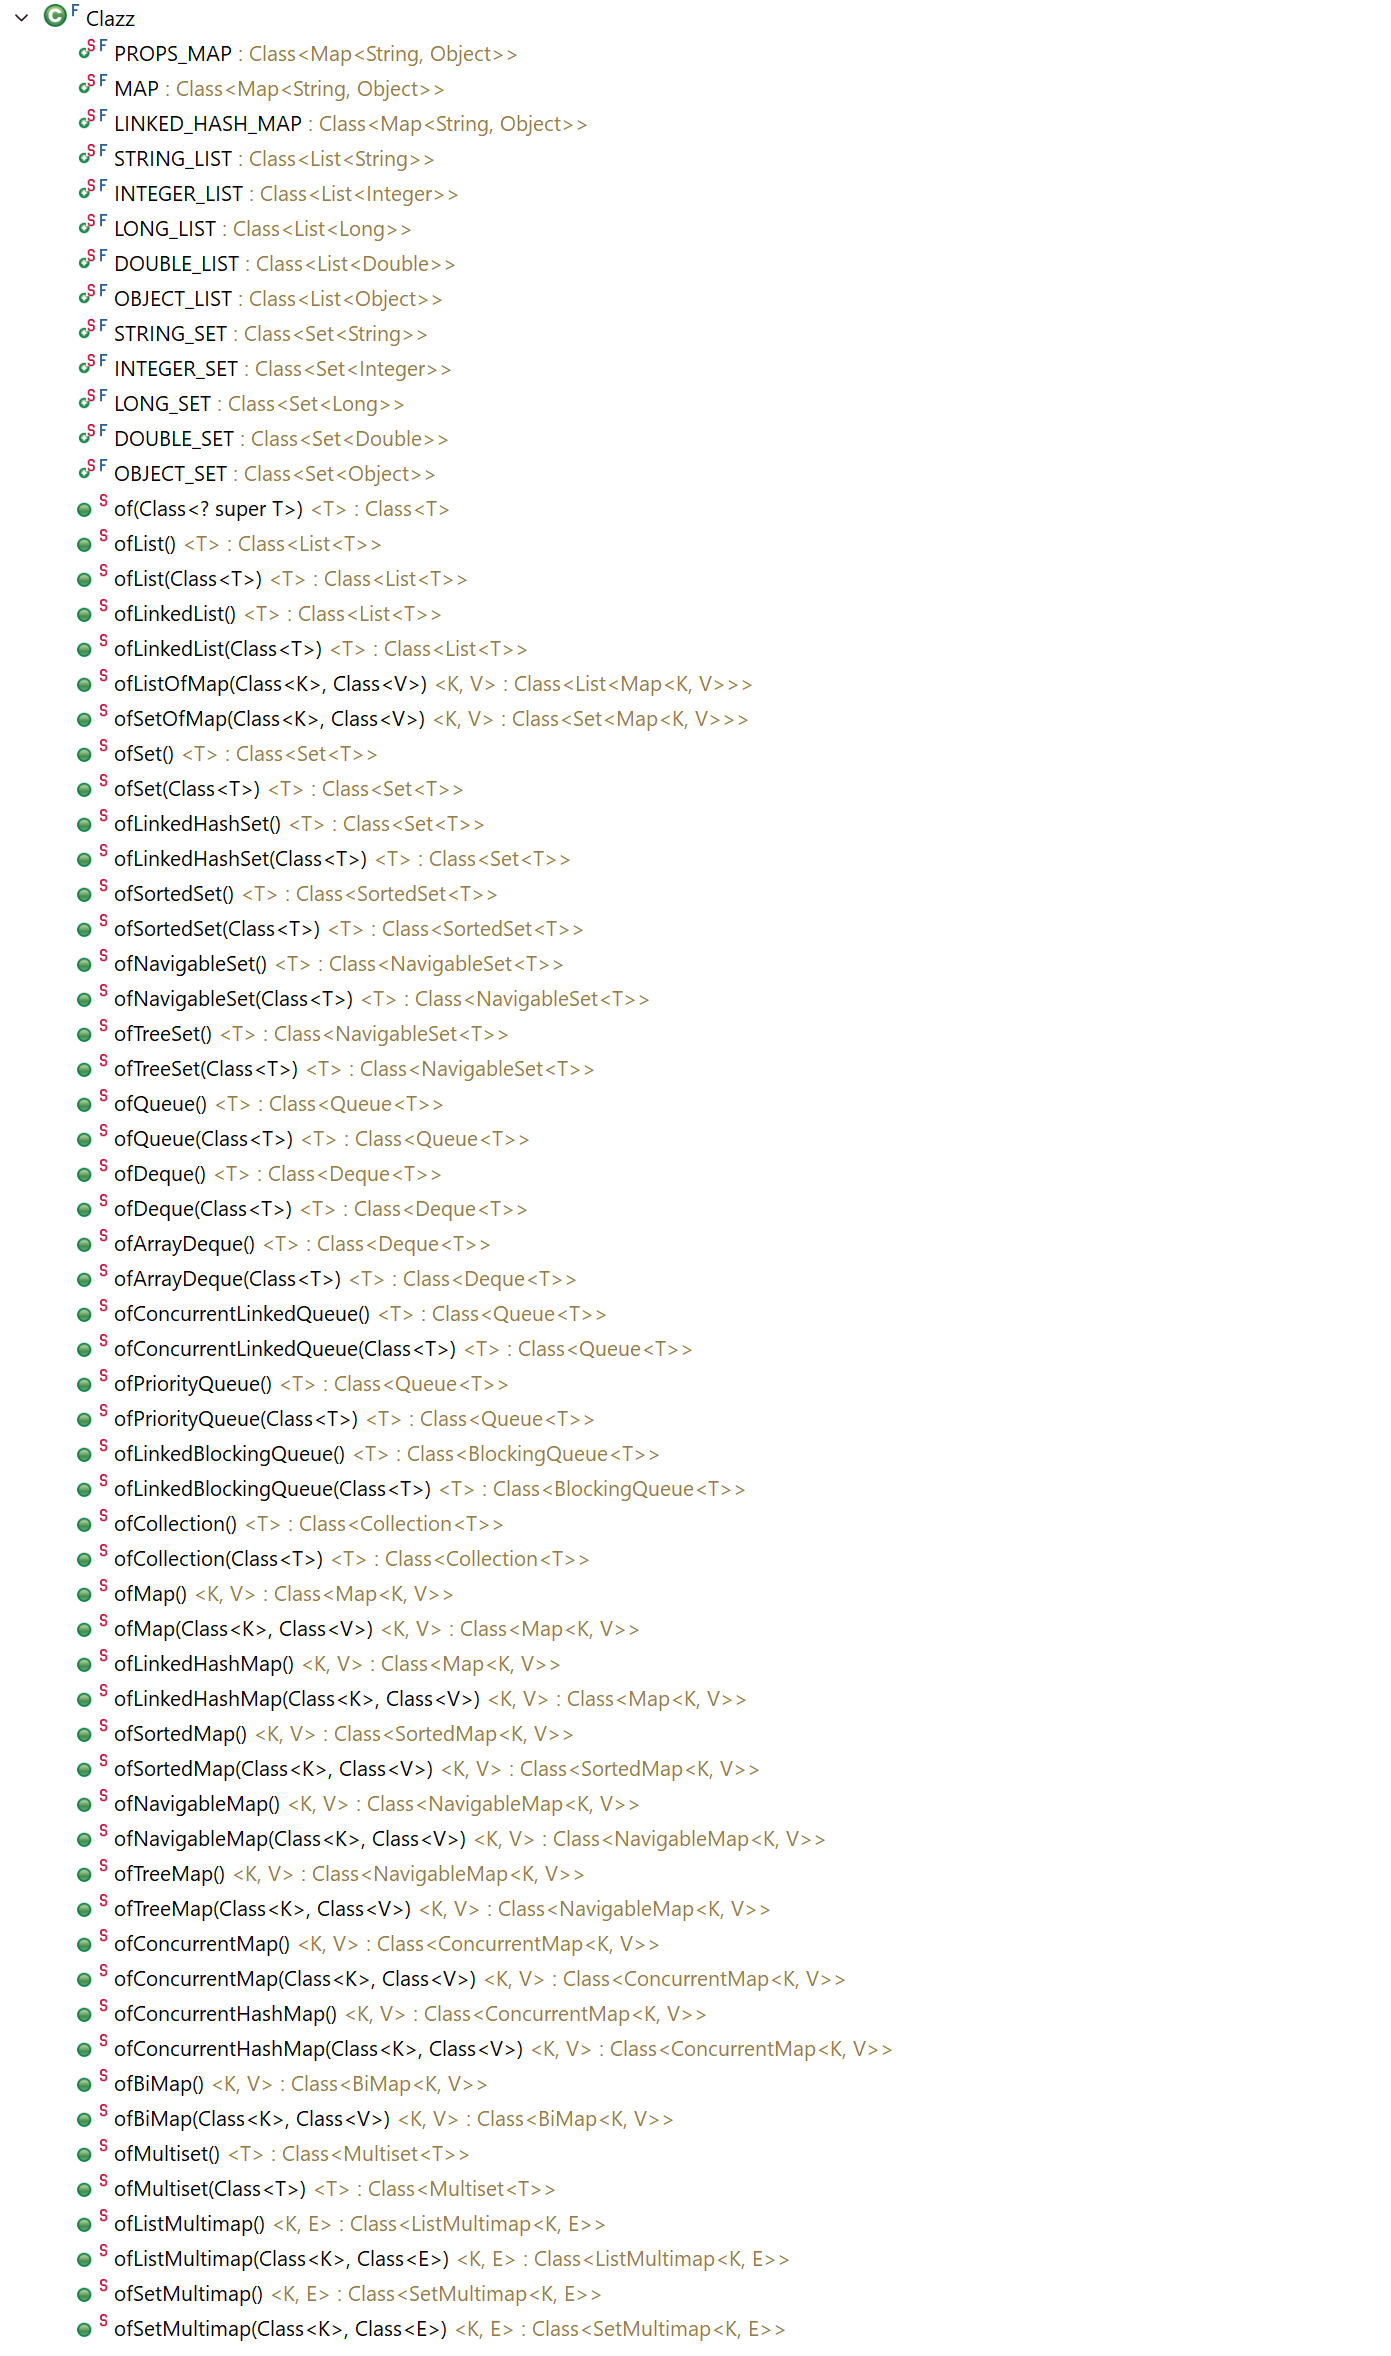 Clazz
PROPS_MAP : Class<Map<String, Object>>
MAP : Class<Map<String, Object>>
LINKED_HASH_MAP : Class<Map<String, Object>>
STRING_LIST : Class<List<String>>
INTEGER_LIST : Class<List<Integer>>
LONG_LIST : Class<List<Long>>
DOUBLE_LIST : Class<List<Double>>
OBJECT_LIST : Class<List<Object>>
STRING_SET : Class<Set<String>>
INTEGER_SET : Class<Set<Integer>>
LONG_SET : Class<Set<Long>>
DOUBLE_SET : Class<Set<Double>>
OBJECT_SET : Class<Set<Object>>
of(Class<? super T>) <T> : Class<T>
ofList() <T> : Class<List<T>>
ofList(Class<T>) <T> : Class<List<T>>
ofLinkedList() <T> : Class<List<T>>
ofLinkedList(Class<T>) <T> : Class<List<T>>
ofListOfMap(Class<K>, Class<V>) <K, V> : Class<List<Map<K, V>>>
ofSetOfMap(Class<K>, Class<V>) <K, V> : Class<Set<Map<K, V>>>
ofSet() <T> : Class<Set<T>>
ofSet(Class<T>) <T> : Class<Set<T>>
ofLinkedHashSet() <T> : Class<Set<T>>
ofLinkedHashSet(Class<T>) <T> : Class<Set<T>>
ofSortedSet() <T> : Class<SortedSet<T>>
ofSortedSet(Class<T>) <T> : Class<SortedSet<T>>
ofNavigableSet() <T> : Class<NavigableSet<T>>
ofNavigableSet(Class<T>) <T> : Class<NavigableSet<T>>
ofTreeSet() <T> : Class<NavigableSet<T>>
ofTreeSet(Class<T>) <T> : Class<NavigableSet<T>>
ofQueue() <T> : Class<Queue<T>>
ofQueue(Class<T>) <T> : Class<Queue<T>>
ofDeque() <T> : Class<Deque<T>>
ofDeque(Class<T>) <T> : Class<Deque<T>>
ofArrayDeque() <T> : Class<Deque<T>>
ofArrayDeque(Class<T>) <T> : Class<Deque<T>>
ofConcurrentLinkedQueue() <T> : Class<Queue<T>>
ofConcurrentLinkedQueue(Class<T>) <T> : Class<Queue<T>>
ofPriorityQueue() <T> : Class<Queue<T>>
ofPriorityQueue(Class<T>) <T> : Class<Queue<T>>
ofLinkedBlockingQueue() <T> : Class<BlockingQueue<T>>
ofLinkedBlockingQueue(Class<T>) <T> : Class<BlockingQueue<T>>
ofCollection() <T> : Class<Collection<T>>
ofCollection(Class<T>) <T> : Class<Collection<T>>
ofMap() <K, V> : Class<Map<K, V>>
ofMap(Class<K>, Class<V>) <K, V> : Class<Map<K, V>>
ofLinkedHashMap() <K, V> : Class<Map<K, V>>
ofLinkedHashMap(Class<K>, Class<V>) <K, V> : Class<Map<K, V>>
ofSortedMap() <K, V> : Class<SortedMap<K, V>>
ofSortedMap(Class<K>, Class<V>) <K, V> : Class<SortedMap<K, V>>
ofNavigableMap() <K, V> : Class<NavigableMap<K, V>>
ofNavigableMap(Class<K>, Class<V>) <K, V> : Class<NavigableMap<K, V>>
ofTreeMap() <K, V> : Class<NavigableMap<K, V>>
ofTreeMap(Class<K>, Class<V>) <K, V> : Class<NavigableMap<K, V>>
ofConcurrentMap() <K, V> : Class<ConcurrentMap<K, V>>
ofConcurrentMap(Class<K>, Class<V>) <K, V> : Class<ConcurrentMap<K, V>>
ofConcurrentHashMap() <K, V> : Class<ConcurrentMap<K, V>>
ofConcurrentHashMap(Class<K>, Class<V>) <K, V> : Class<ConcurrentMap<K, V>>
ofBiMap() <K, V> : Class<BiMap<K, V>>
ofBiMap(Class<K>, Class<V>) <K, V> : Class<BiMap<K, V>>
ofMultiset() <T> : Class<Multiset<T>>
ofMultiset(Class<T>) <T> : Class<Multiset<T>>
ofListMultimap() <K, E> : Class<ListMultimap<K, E>>
ofListMultimap(Class<K>, Class<E>) <K, E> : Class<ListMultimap<K, E>>
ofSetMultimap() <K, E> : Class<SetMultimap<K, E>>
ofSetMultimap(Class<K>, Class<E>) <K, E> : Class<SetMultimap<K, E>>